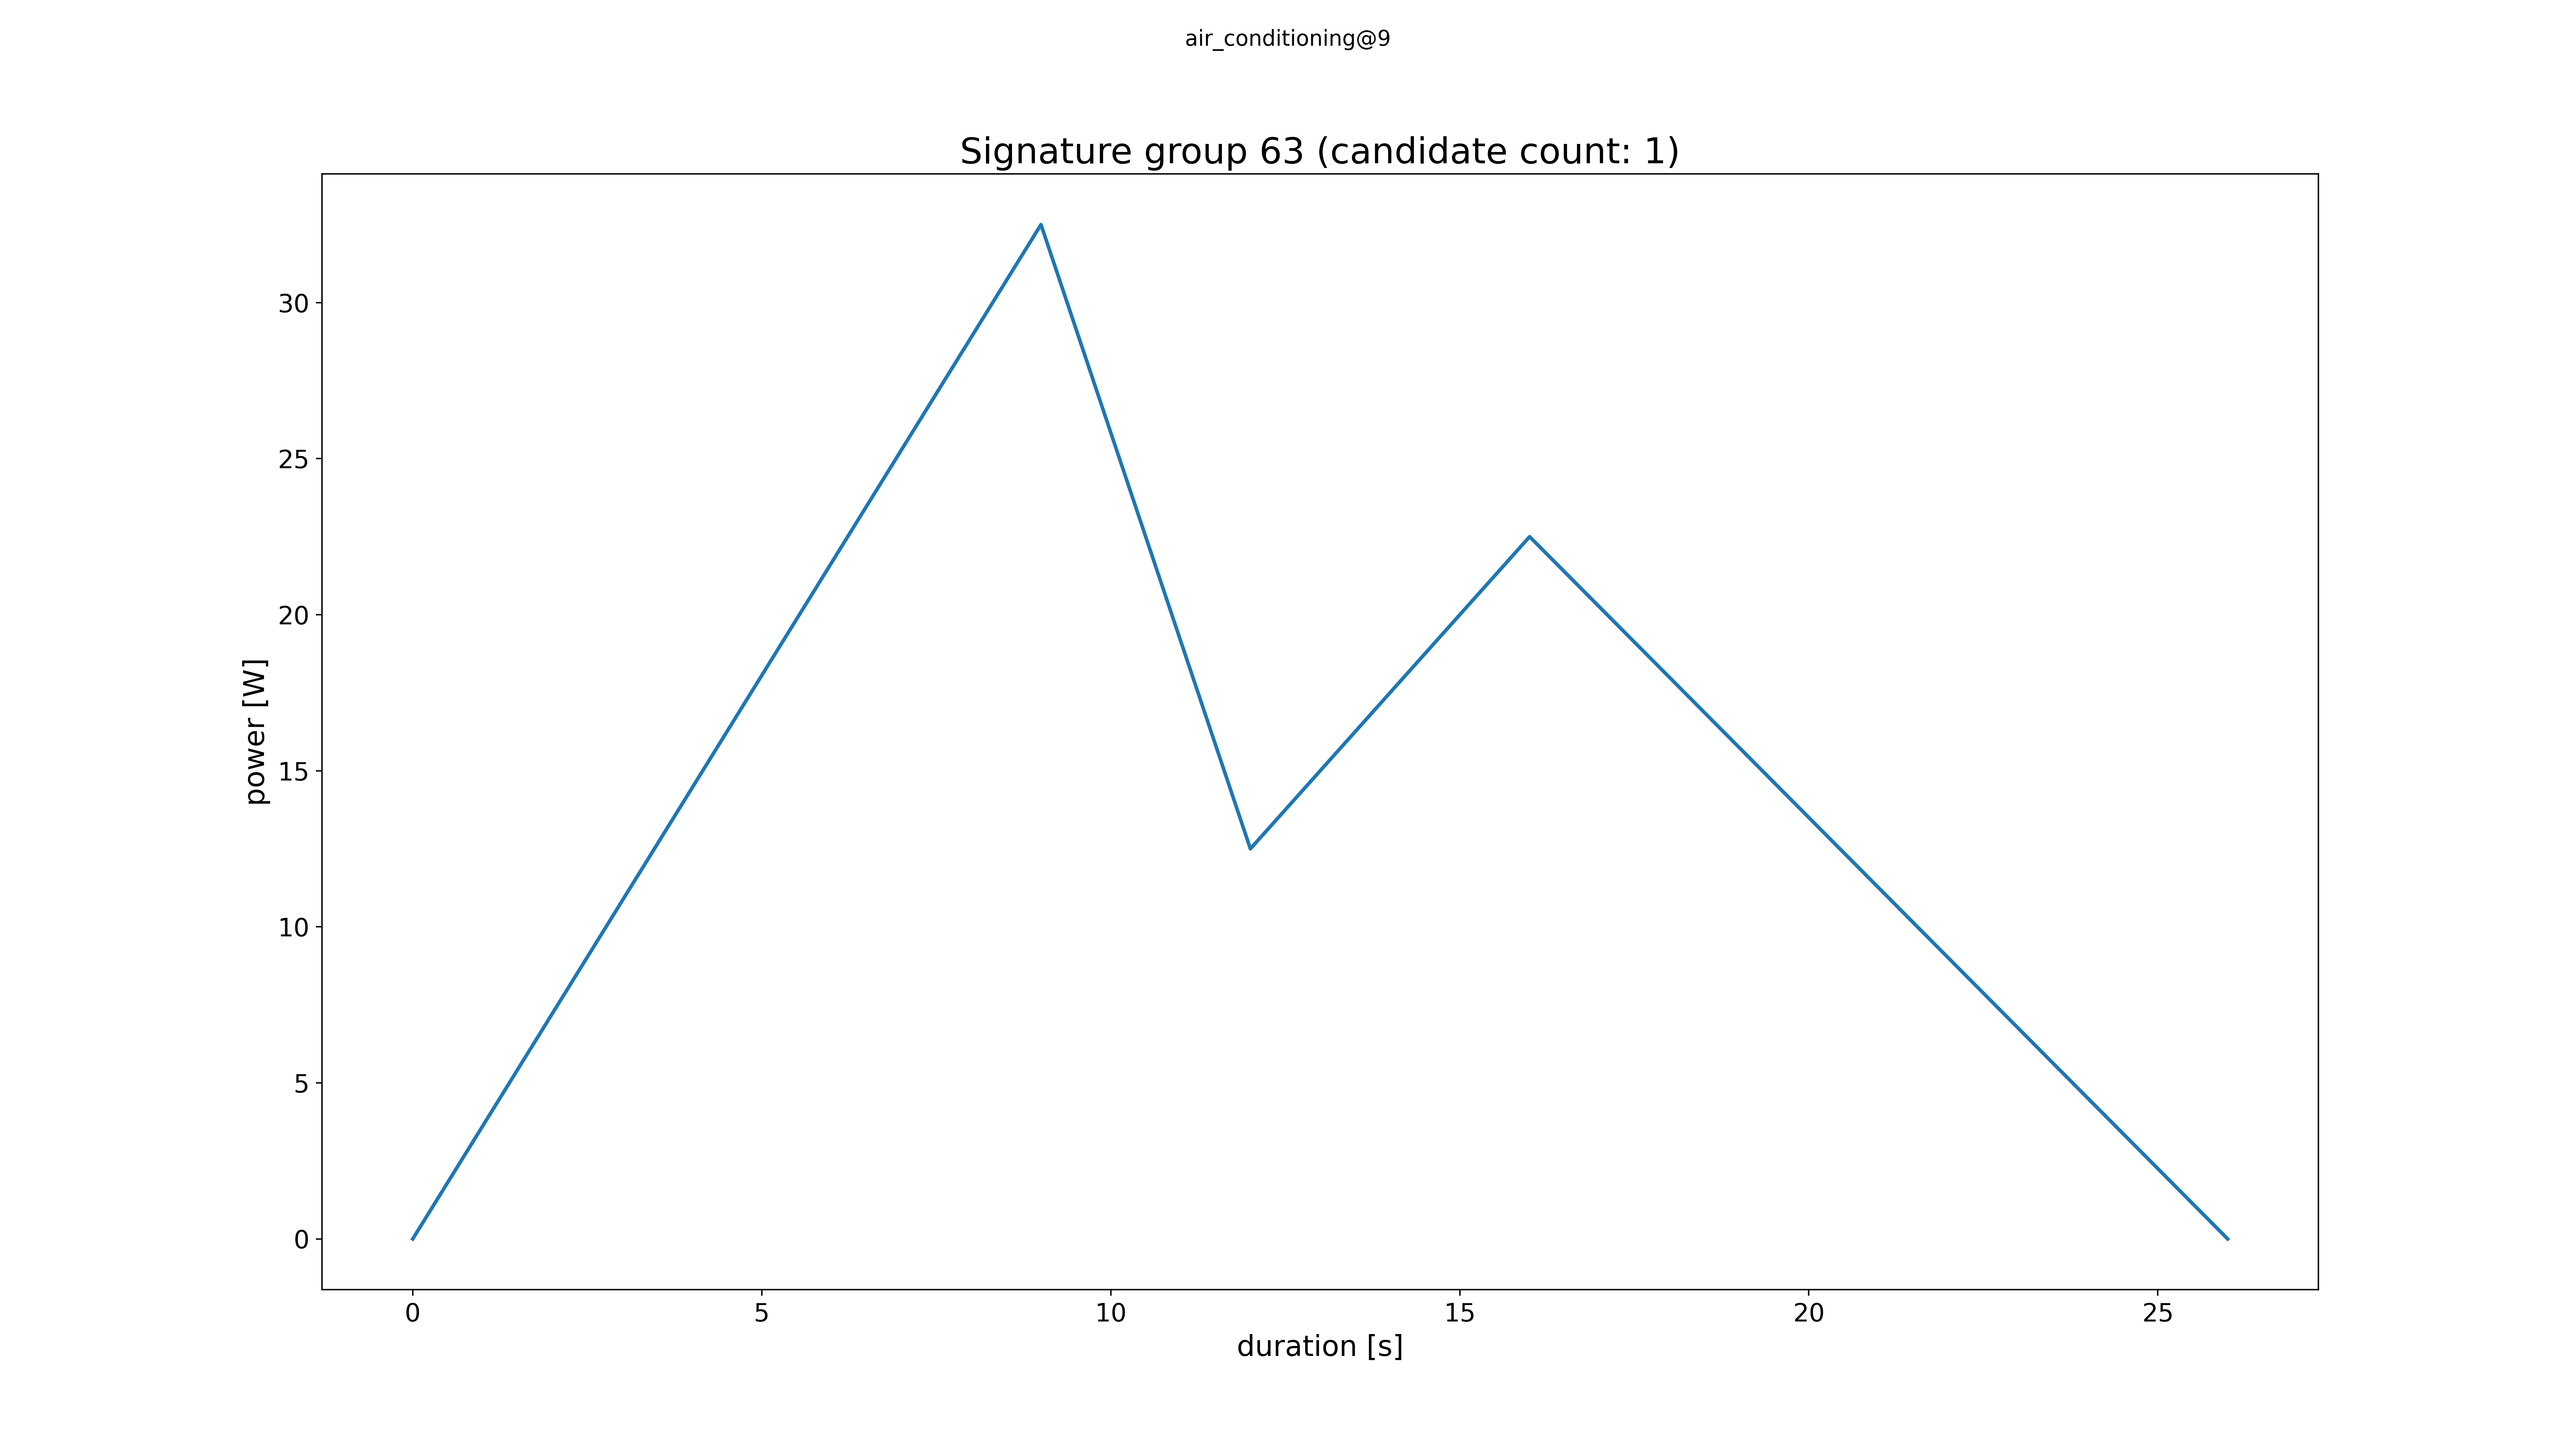 air_conditioning@9
Signature group 63 (candidate count: 1)
30
25
20
15
10
5
0
power [W]
0 5 10 15 20 25
duration [s]